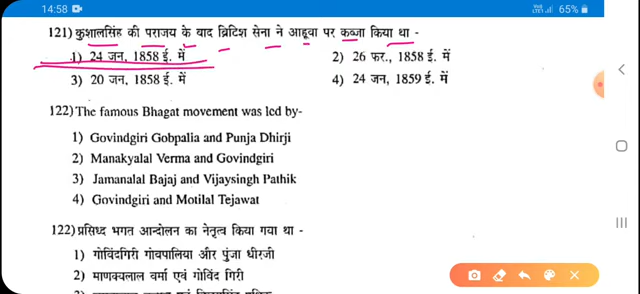 14:58 65%
121) कुशालसिंह की पराजय के बाद ब्रिटिश सेना ने आहूवा पर कब्जा किया था -
1) 24 जन, 1858 ई. में 2) 26 फर., 1858 ई. में
3) 20 जन, 1858 ई. में 4) 24 जन, 1859 ई. में
122) The famous Bhagat movement was led by-
1) Govindgiri Gobpalia and Punja Dhirji
2) Manakyalal Verma and Govindgiri
3) Jamanalal Bajaj and Vijaysingh Pathik
4) Govindgiri and Motilal Tejawat
122) प्रसिध्द भगत आन्दोलन का नेतृत्व किया गया था -
1) गोविंदगिरी गोवपालिया और पुंजा धीरजी
2) माणक्यलाल वर्मा एवं गोविंद गिरी